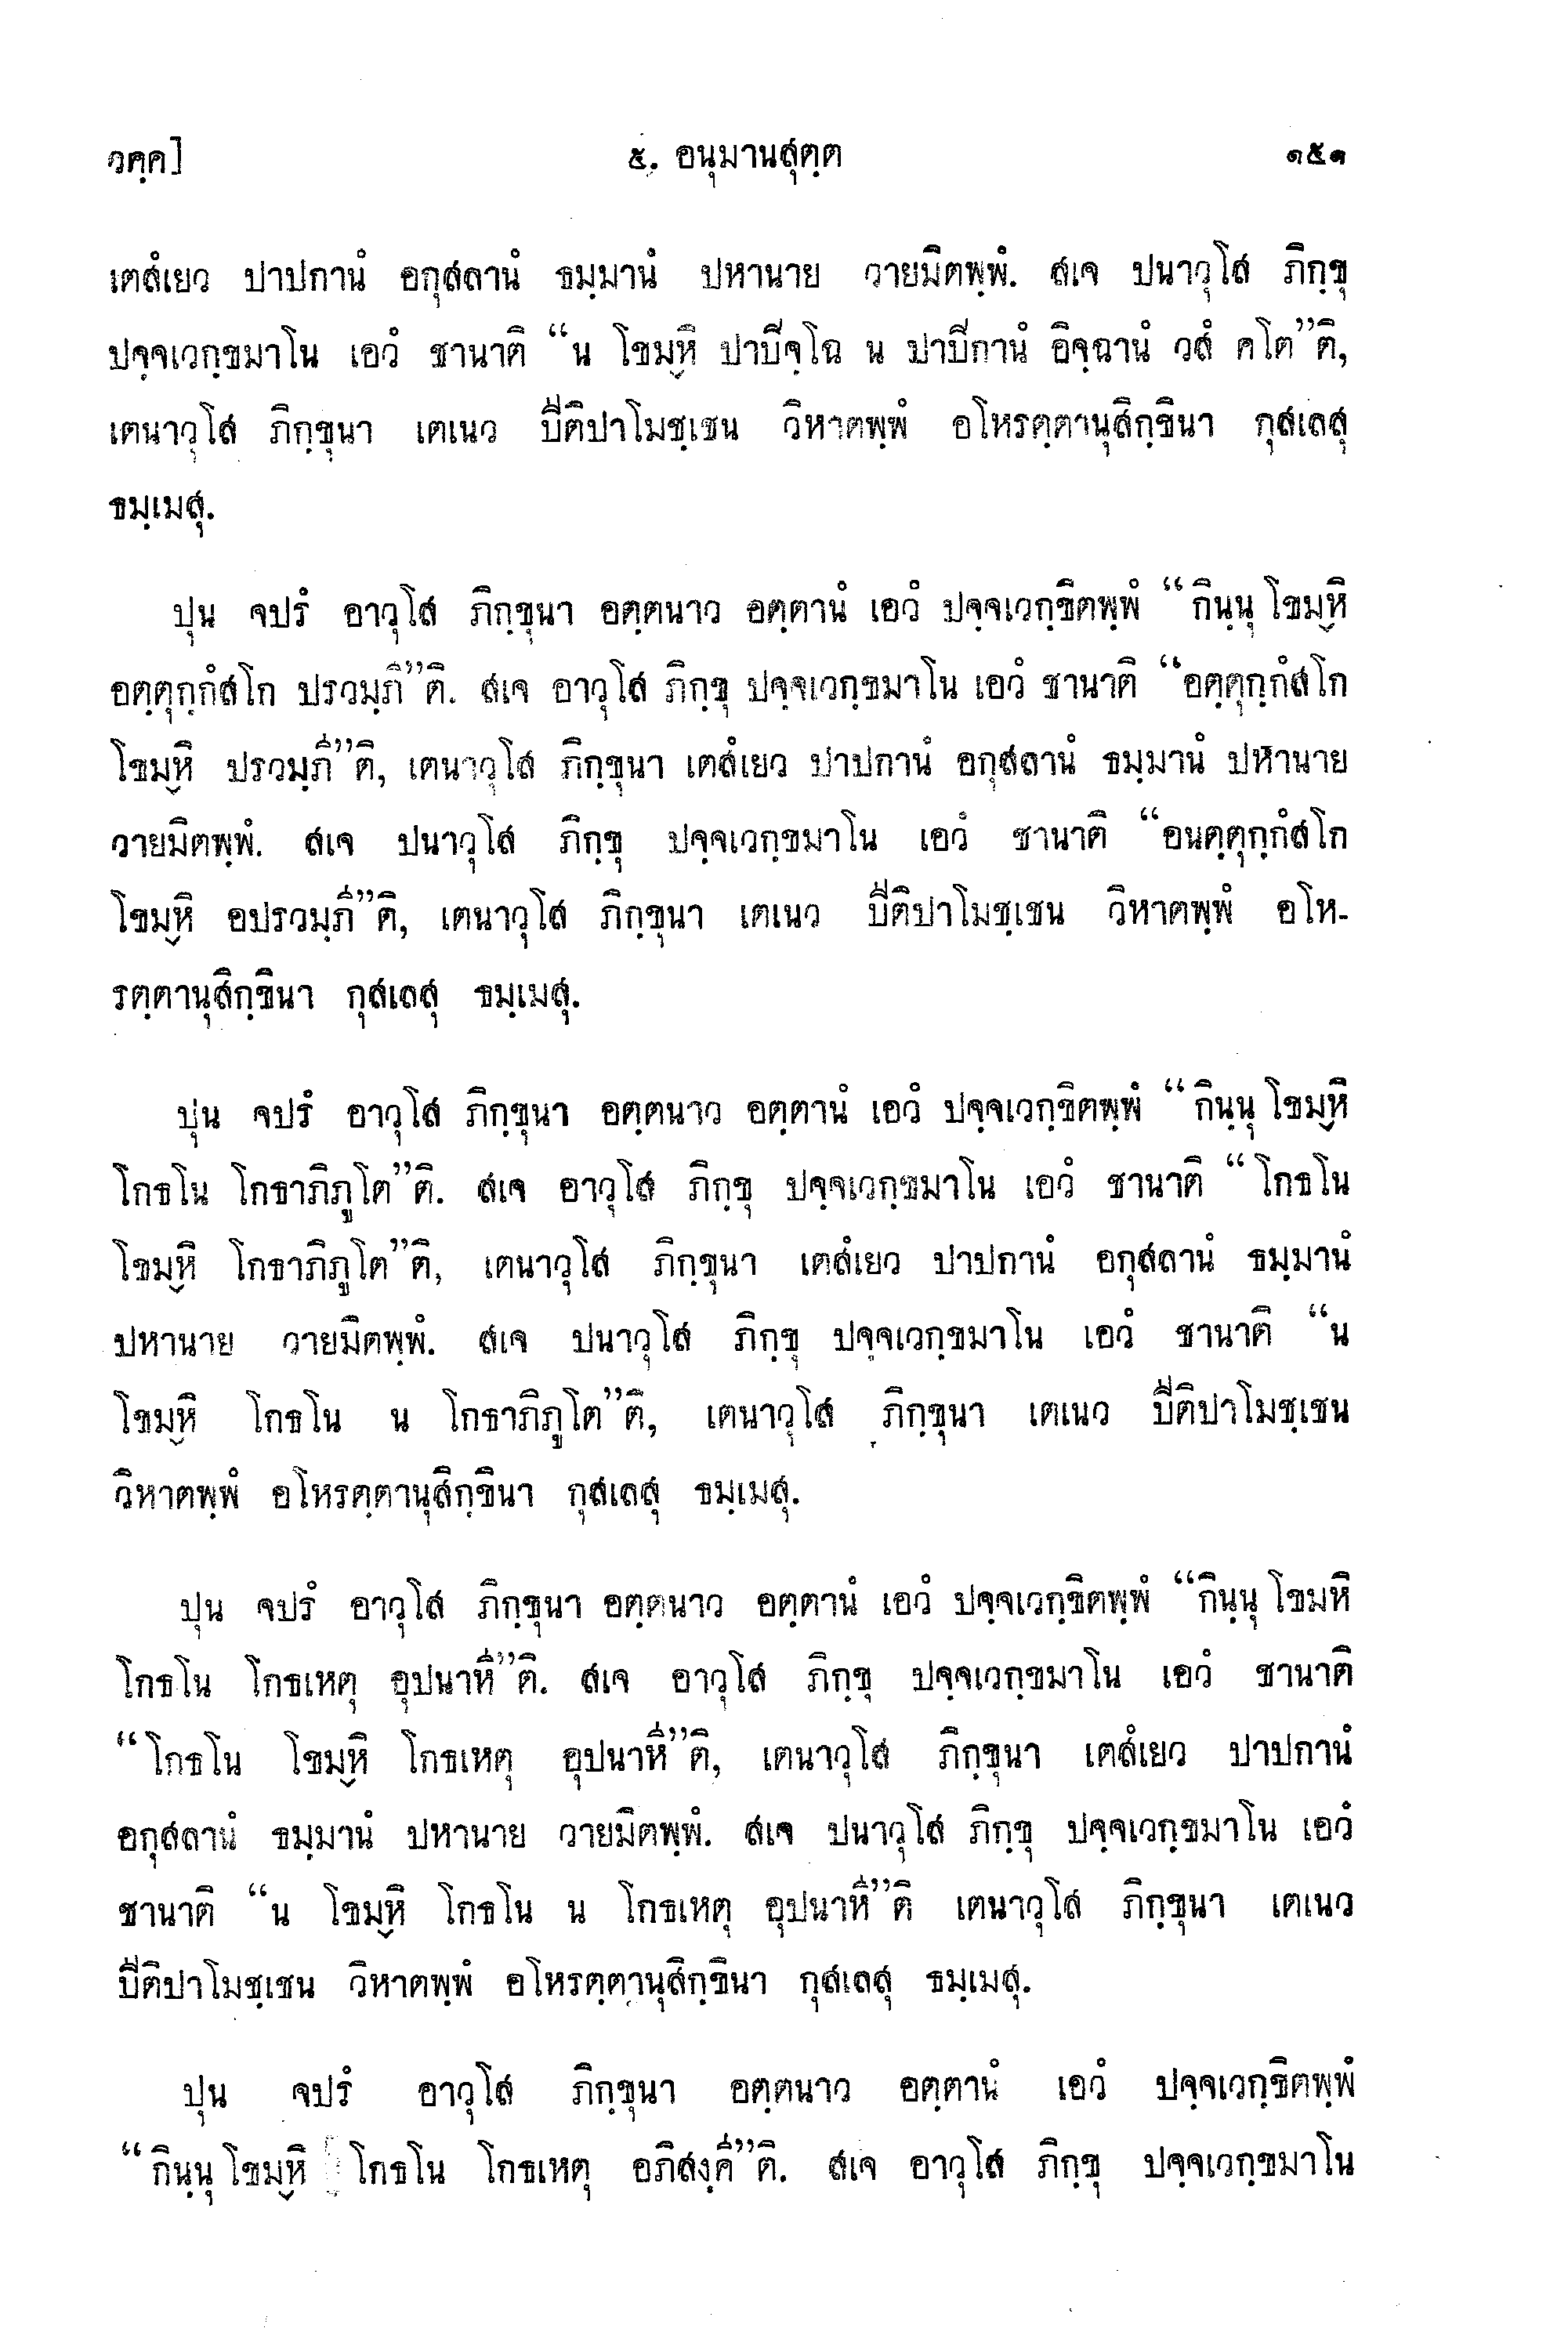 วคฺค]
๕. อนุมานสุตฺต
๑๕๑
เตสํเยว ปาปกานํ อกุสลานํ ธมฺมานํ ปหานาย วายมิตพฺพํ. สเจ ปนาวุโส ภิกฺขุ
ปจฺจเวกฺขมาโน เอวํ ชานาติ “น โขมฺหิ ปาปิจฺโฉ น ปาปิกานํ อิจฺฉานํ วสํ คโต”ติ,
เตนาวุโส ภิกฺขุนา เตเนว ปีติปาโมชฺเชน วิหาตพฺพํ อโหรตฺตานุสิกฺขินา กุสเลสุ
ธมฺเมสุ.
ปุน จปรํ อาวุโส ภิกฺขุนา อตฺตนาว อตฺตานํ เอวํ ปจฺจเวกฺขิตพฺพํ “กินฺนุ โขมฺหิ
อตฺตุกฺกํสโก ปรวมฺภี”ติ. สเจ อาวุโส ภิกฺขุ ปจฺจเวกฺขมาโน เอวํ ชานาติ “อตฺตุกฺกํสโก
โขมฺหิ ปรวมฺภี”ติ, เตนาวุโส ภิกฺขุนา เตสํเยว ปาปกานํ อกุสลานํ ธมฺมานํ ปหานาย
วายมิตพฺพํ. สเจ ปนาวุโส ภิกฺขุ ปจฺจเวกฺขมาโน เอวํ ชานาติ “อนตฺตุกฺกํสโก
โขมฺหิ อปรวมฺภี”ติ, เตนาวุโส ภิกฺขุนา เตเนว ปีติปาโมชฺเชน วิหาตพฺพํ อโห-
รตฺตานุสิกฺขินา กุสเลสุ ธมฺเมสุ.
ปุน จปรํ อาวุโส ภิกฺขุนา อตฺตนาว อตฺตานํ เอวํ ปจฺจเวกฺขิตพฺพํ “กินฺนุ โขมฺหิ
โกธโน โกธาภิภูโต”ติ. สเจ อาวุโส ภิกฺขุ ปจฺจเวกฺขมาโน เอวํ ชานาติ “โกธโน
โขมฺหิ โกธาภิภูโต”ติ, เตนาวุโส ภิกฺขุนา เตสํเยว ปาปกานํ อกุสลานํ ธมฺมานํ
ปหานาย วายมิตพฺพํ. สเจ ปนาวุโส ภิกฺขุ ปจฺจเวกฺขมาโน เอวํ ชานาติ “น
โขมฺหิ โกธโน น โกธาภิภูโต”ติ, เตนาวุโส ภิกฺขุนา เตเนว ปีติปาโมชฺเชน
วิหาตพฺพํ อโหรตฺตานุสิกฺขินา กุสเลสุ ธมฺเมสุ.
ปุน จปรํ อาวุโส ภิกฺขุนา อตฺตนาว อตฺตานํ เอวํ ปจฺจเวกฺขิตพฺพํ “กินฺนุ โขมหิ
โกธโน โกธเหตุ อุปนาหี”ติ. สเจ อาวุโส ภิกฺขุ ปจฺจเวกฺขมาโน เอวํ ชานาติ
“โกธโน โขมฺหิ โกธเหตุ อุปนาหี”ติ, เตนาวุโส ภิกฺขุนา เตสํเยว ปาปกานํ
อกุสลานํ ธมฺมานํ ปหานาย วายมิตพฺพํ. สเจ ปนาวุโส ภิกฺขุ ปจฺจเวกฺขมาโน เอวํ
ชานาติ “น โขมฺหิ โกธโน น โกธเหตุ อุปนาหี”ติ เตนาวุโส ภิกฺขุนา เตเนว
ปีติปาโมชฺเชน วิหาตพฺพํ อโหรตฺตานุสิกฺขินา กุสเลสุ ธมฺเมสุ.
ปุน จปรํ อาวุโส ภิกฺขุนา อตฺตนาว อตฺตานํ เอวํ ปจฺจเวกฺขิตพฺพํ
“กินฺนุ โขมฺหิ โกธโน โกธเหตุ อภิสงฺคี”ติ. สเจ อาวุโส ภิกฺขุ ปจฺจเวกฺขมาโน